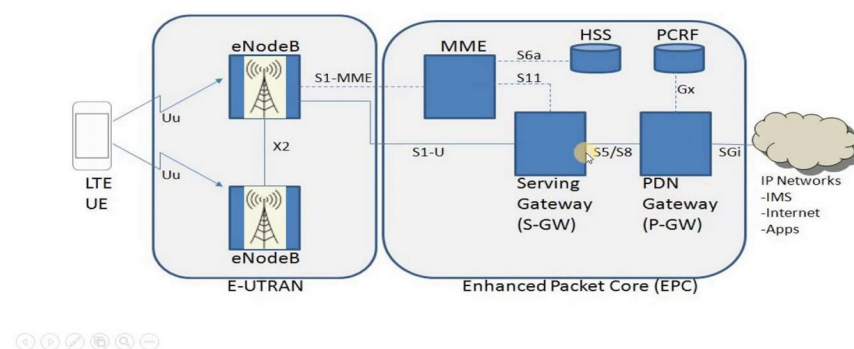 eNodeB
MME
HSS
PCRF
S6a
S1-MME
S11
Gx
Uu
X2
S1-U
S5/S8
SGi
Uu
LTE
UE
Serving
Gateway
(S-GW)
PDN
Gateway
(P-GW)
IP Networks
-IMS
-Internet
-Apps
eNodeB
E-UTRAN
Enhanced Packet Core (EPC)